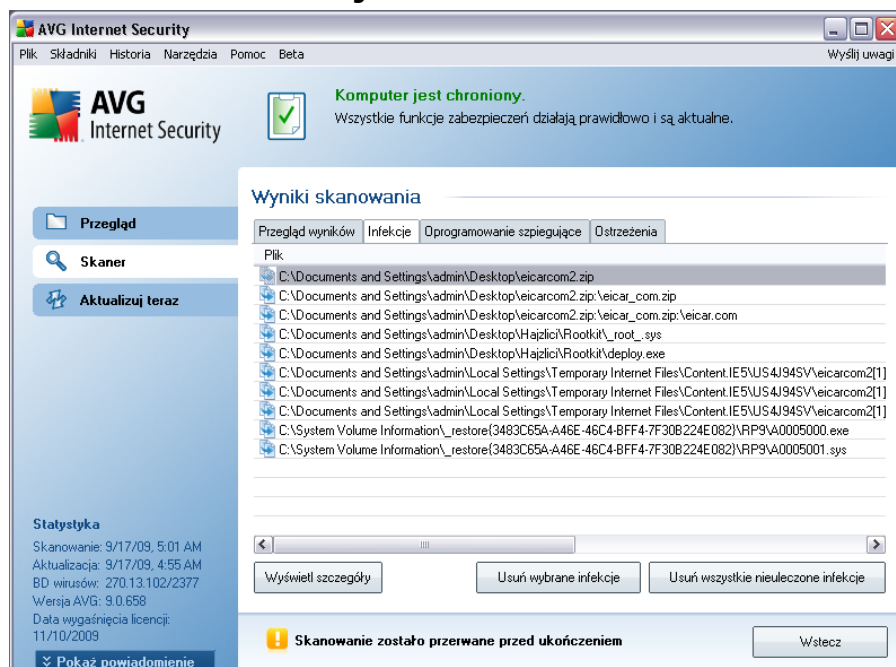 AVG Internet Security
Plik Składniki Historia Narzędzia Pomoc Beta
Wyślij uwagi
AVG
Internet Security
Komputer jest chroniony.
Wszystkie funkcje zabezpieczeń działają prawidłowo i są aktualne.
Przegląd
Skaner
Aktualizuj teraz
Wyniki skanowania
Przegląd wyników Infekcje Oprogramowanie szpiegujące Ostrzeżenia
Plik
C:\Documents and Settings\admin\Desktop\eicarcom2.zip
C:\Documents and Settings\admin\Desktop\eicarcom2.zip:\eicar_com.zip
C:\Documents and Settings\admin\Desktop\eicarcom2.zip:\eicar_com.zip:\eicar.com
C:\Documents and Settings\admin\Desktop\Hajzlici\Rootkit\_root_.sys
C:\Documents and Settings\admin\Desktop\Hajzlici\Rootkit\deploy.exe
C:\Documents and Settings\admin\Local Settings\Temporary Internet Files\Content.IE5\US4J94SV\eicarcom2[1]
C:\Documents and Settings\admin\Local Settings\Temporary Internet Files\Content.IE5\US4J94SV\eicarcom2[1]
C:\Documents and Settings\admin\Local Settings\Temporary Internet Files\Content.IE5\US4J94SV\eicarcom2[1]
C:\System Volume Information\_restore{3483C65A-A46E-46C4-BFF4-7F30B224E082}\RP9\A0005000.exe
C:\System Volume Information\_restore{3483C65A-A46E-46C4-BFF4-7F30B224E082}\RP9\A0005001.sys
Wyświetl szczegóły
Usuń wybrane infekcje
Usuń wszystkie nieuleczone infekcje
Statystyka
Skanowanie: 9/17/09, 5:01 AM
Aktualizacja: 9/17/09, 4:55 AM
BD wirusów: 270.13.102/2377
Wersja AVG: 9.0.658
Data wygaśnięcia licencji:
11/10/2009
Pokaż powiadomienie
Skanowanie zostało przerwane przed ukończeniem
Wstecz